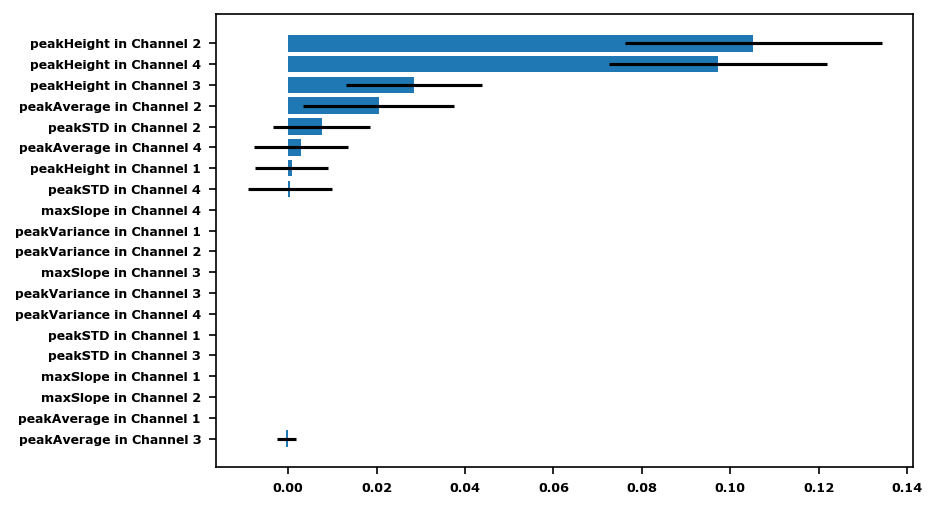 peakHeight in Channel 2
peakHeight in Channel 4
peakHeight in Channel 3
peakAverage in Channel 2
peakSTD in Channel 2
peakAverage in Channel 4
peakHeight in Channel 1
peakSTD in Channel 4
maxSlope in Channel 4
peakVariance in Channel 1
peakVariance in Channel 2
maxSlope in Channel 3
peakVariance in Channel 3
peakVariance in Channel 4
peakSTD in Channel 1
peakSTD in Channel 3
maxSlope in Channel 1
maxSlope in Channel 2
peakAverage in Channel 1
peakAverage in Channel 3
0.00 0.02 0.04 0.06 0.08 0.10 0.12 0.14